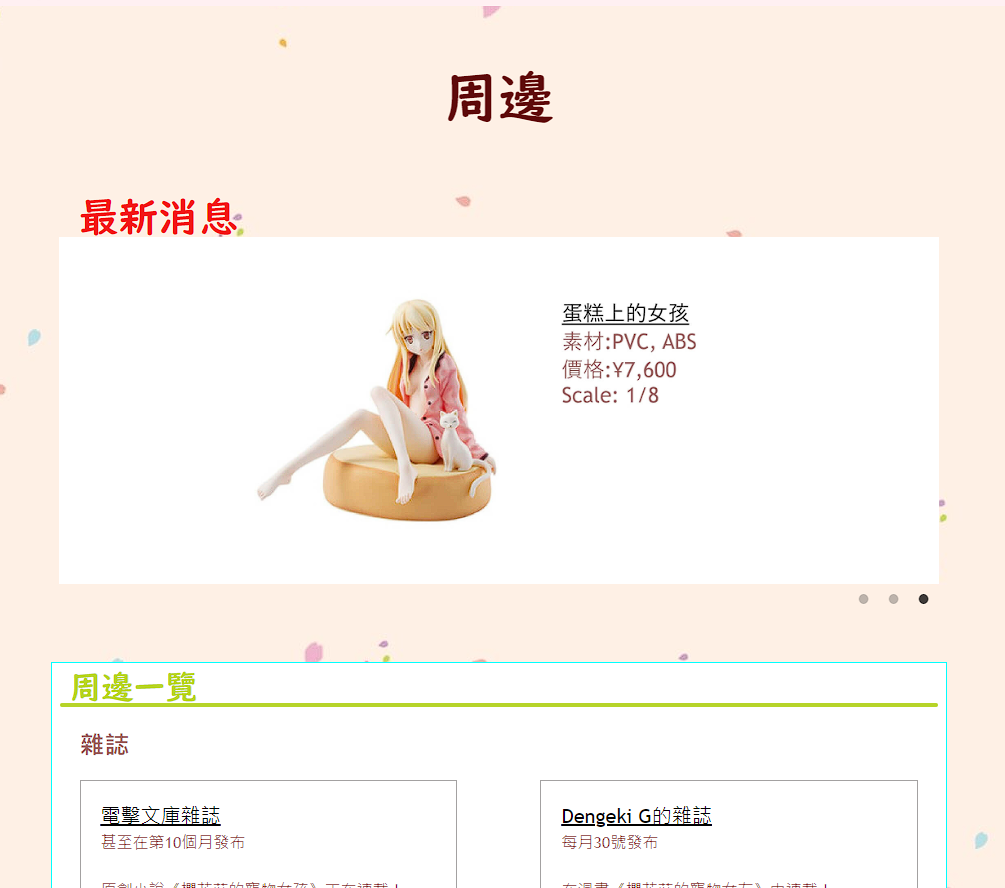 周邊
最新消息
蛋糕上的女孩
素材:PVC, ABS
價格:¥7,600
Scale: 1/8
周邊一覽
雜誌
電擊文庫雜誌
甚至在第10個月發布
Dengeki G的雜誌
每月30號發布